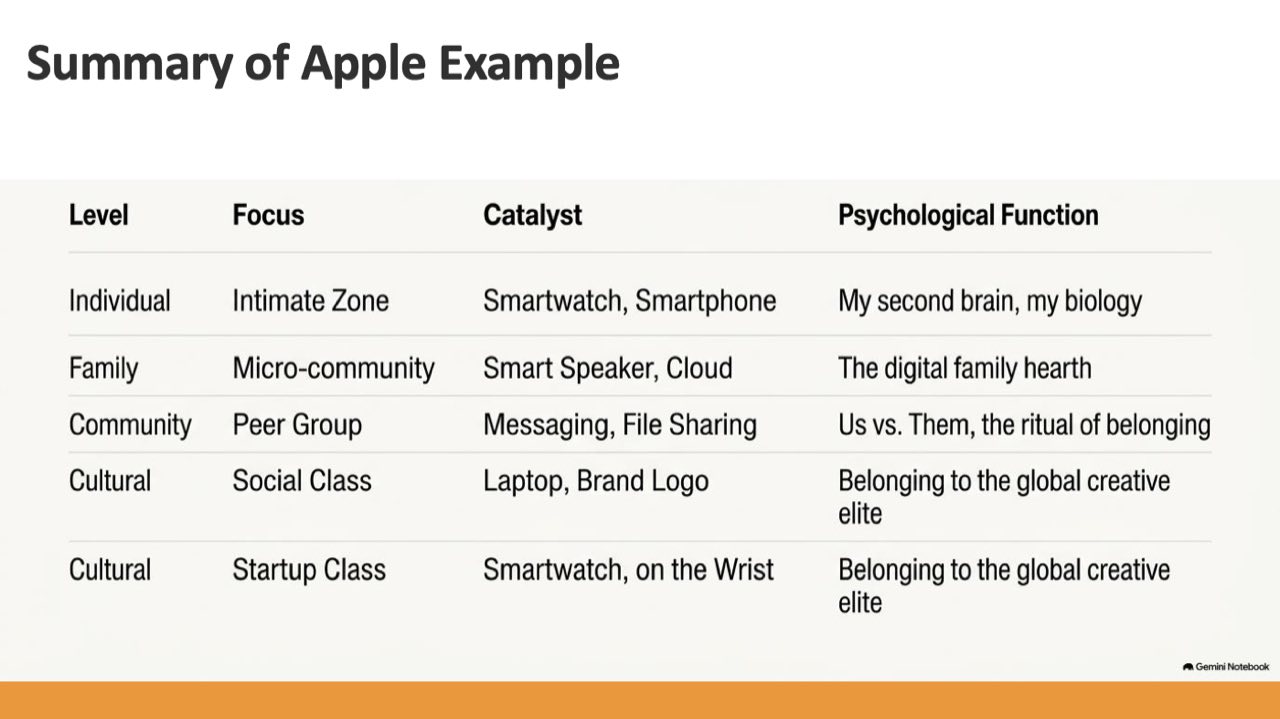 Summary of Apple Example
Level Focus Catalyst Psychological Function
Individual Intimate Zone Smartwatch, Smartphone My second brain, my biology
Family Micro-community Smart Speaker, Cloud The digital family hearth
Community Peer Group Messaging, File Sharing Us vs. Them, the ritual of belonging
Cultural Social Class Laptop, Brand Logo Belonging to the global creative
elite
Cultural Startup Class Smartwatch, on the Wrist Belonging to the global creative
elite
Gemini Notebook